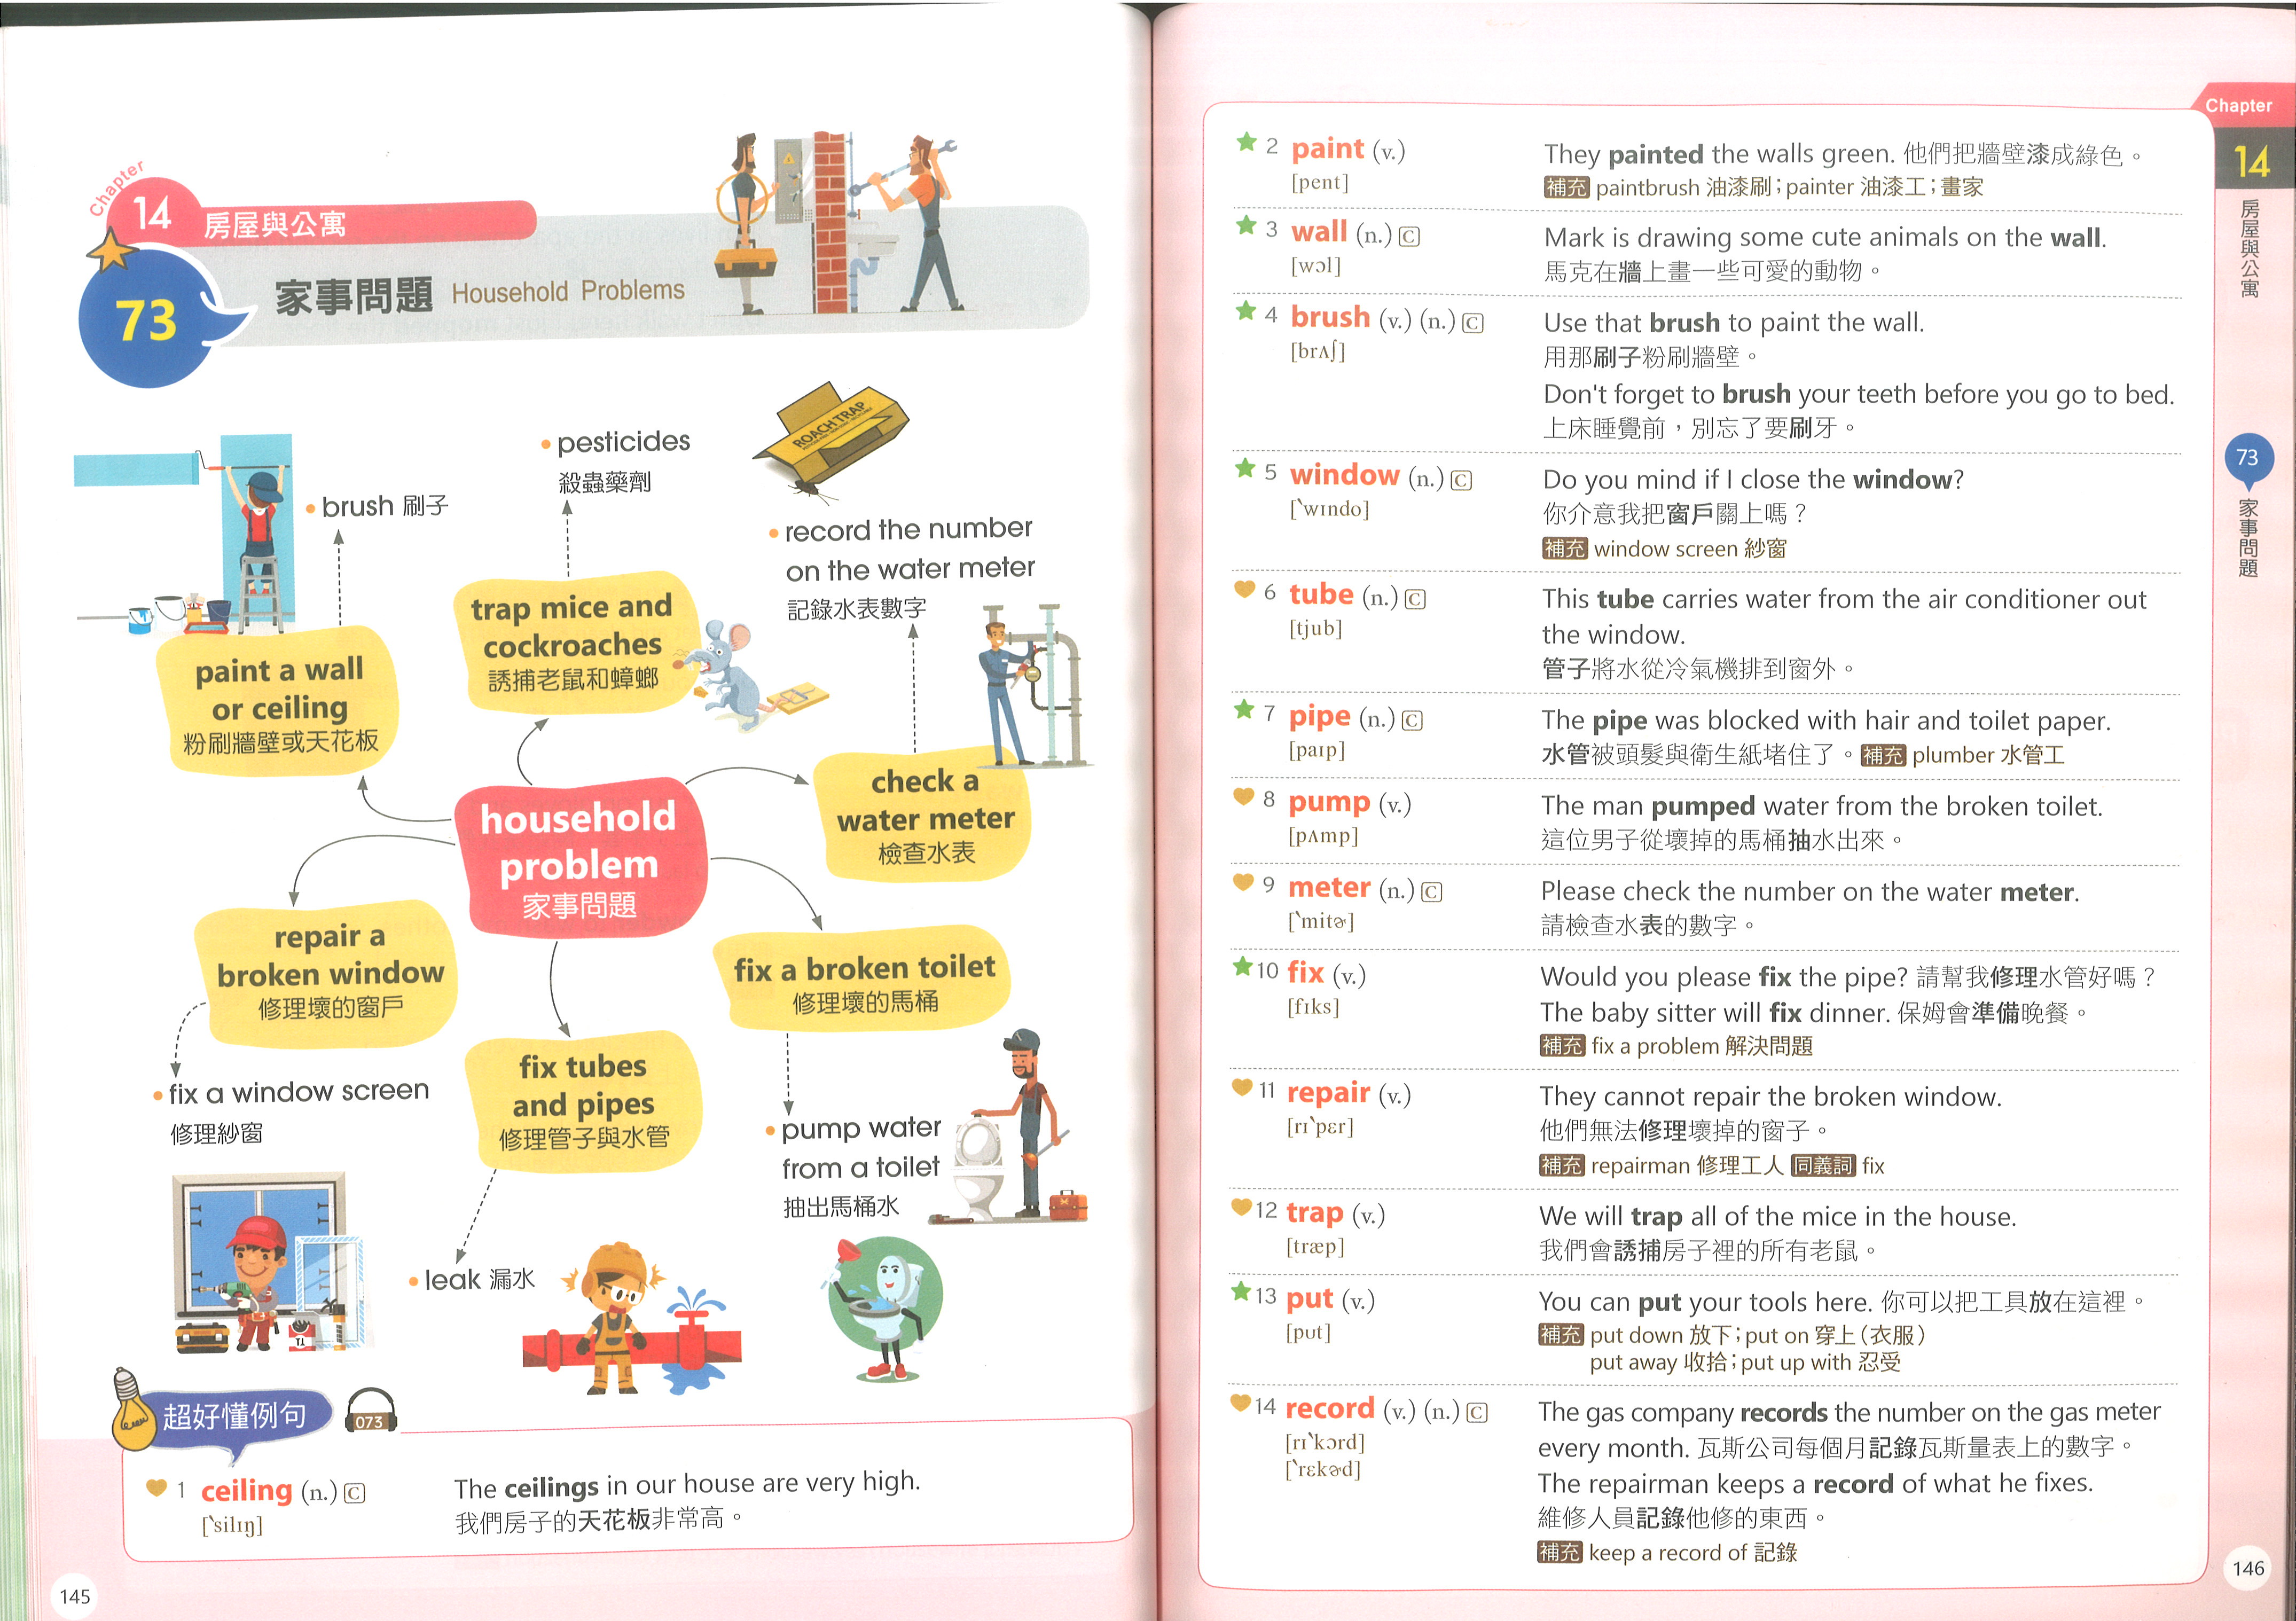 Chapter
14 房屋與公寓
73
家事問題 Household Problems
• pesticides
殺蟲藥劑
ROACH TRAP
• brush 刷子
• record the number
on the water meter
記錄水表數字
trap mice and
cockroaches
誘捕老鼠和蟑螂
paint a wall
or ceiling
粉刷牆壁或天花板
check a
water meter
檢查水表
household
problem
家事問題
repair a
broken window
修理壞的窗戶
fix a broken toilet
修理壞的馬桶
fix tubes
and pipes
修理管子與水管
• fix a window screen
修理紗窗
• pump water
from a toilet
抽出馬桶水
• leak 漏水
超好懂例句
073
1 ceiling (n.) C
[ˋsilɪŋ]
The ceilings in our house are very high.
我們房子的天花板非常高。
145
2 paint (v.)
[pent]
They painted the walls green. 他們把牆壁漆成綠色。
補充 paintbrush 油漆刷；painter 油漆工；畫家
3 wall (n.) C
[wɔl]
Mark is drawing some cute animals on the wall.
馬克在牆上畫一些可愛的動物。
4 brush (v.) (n.) C
[brʌʃ]
Use that brush to paint the wall.
用那刷子粉刷牆壁。
Don't forget to brush your teeth before you go to bed.
上床睡覺前，別忘了要刷牙。
5 window (n.) C
[ˋwɪndo]
Do you mind if I close the window?
你介意我把窗戶關上嗎？
補充 window screen 紗窗
6 tube (n.) C
[tjub]
This tube carries water from the air conditioner out
the window.
管子將水從冷氣機排到窗外。
7 pipe (n.) C
[paɪp]
The pipe was blocked with hair and toilet paper.
水管被頭髮與衛生紙堵住了。 補充 plumber 水管工
8 pump (v.)
[pʌmp]
The man pumped water from the broken toilet.
這位男子從壞掉的馬桶抽水出來。
9 meter (n.) C
[ˋmitɚ]
Please check the number on the water meter.
請檢查水表的數字。
10 fix (v.)
[fɪks]
Would you please fix the pipe? 請幫我修理水管好嗎？
The baby sitter will fix dinner. 保姆會準備晚餐。
補充 fix a problem 解決問題
11 repair (v.)
[rɪˋpɛr]
They cannot repair the broken window.
他們無法修理壞掉的窗子。
補充 repairman 修理工人 同義詞 fix
12 trap (v.)
[træp]
We will trap all of the mice in the house.
我們會誘捕房子裡的所有老鼠。
13 put (v.)
[pʊt]
You can put your tools here. 你可以把工具放在這裡。
補充 put down 放下；put on 穿上（衣服）
put away 收拾；put up with 忍受
14 record (v.) (n.) C
[rɪˋkɔrd]
[ˋrɛkɚd]
The gas company records the number on the gas meter
every month. 瓦斯公司每個月記錄瓦斯量表上的數字。
The repairman keeps a record of what he fixes.
維修人員記錄他修的東西。
補充 keep a record of 記錄
Chapter
14
房屋與公寓
73
家事問題
146